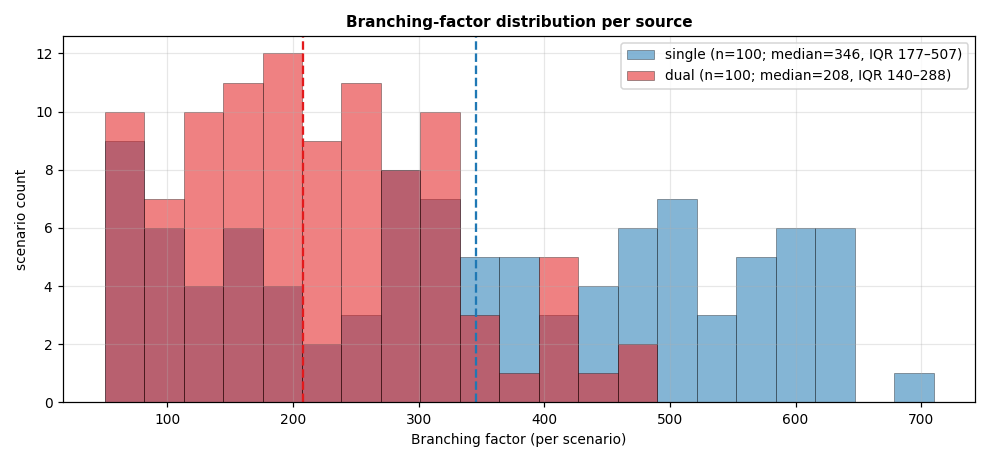 Branching-factor distribution per source
single (n=100; median=346, IQR 177–507)
dual (n=100; median=208, IQR 140–288)
scenario count
12
10
8
6
4
2
0
100 200 300 400 500 600 700
Branching factor (per scenario)